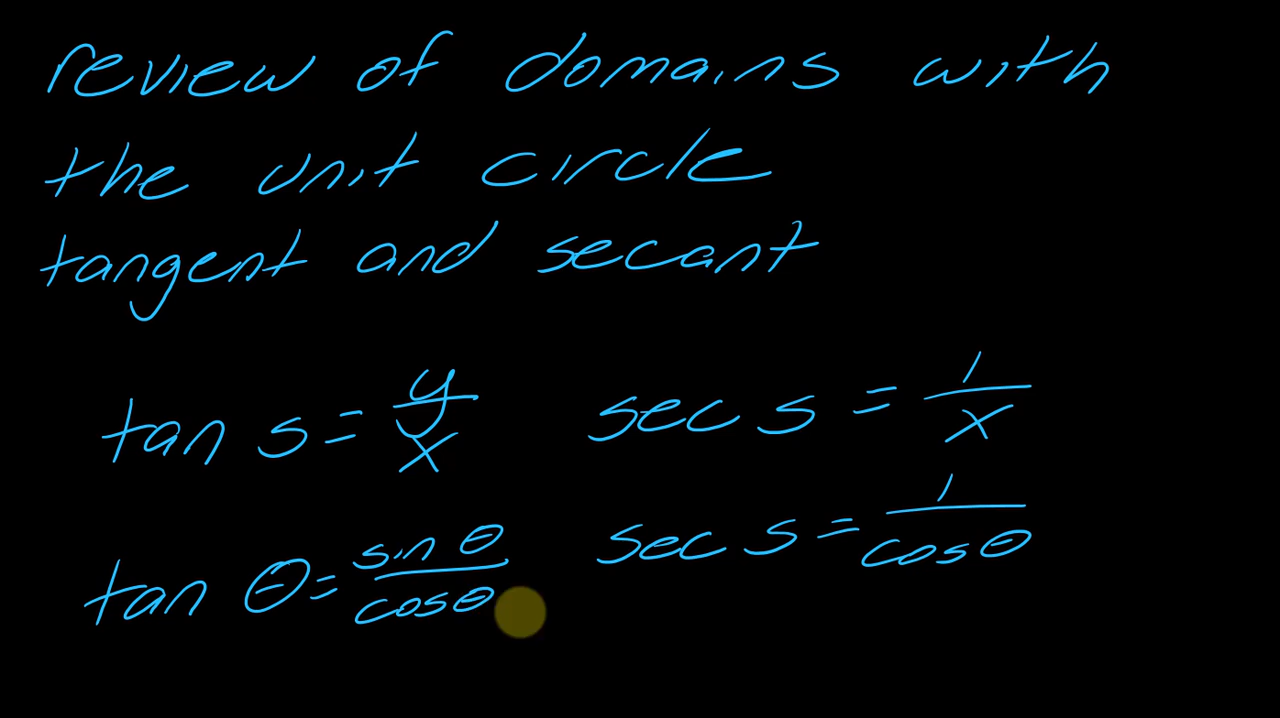 review of domains with
the unit circle
tangent and secant
tan s = y/x   sec s = 1/x
tan θ = sin θ/cos θ   sec s = 1/cos θ